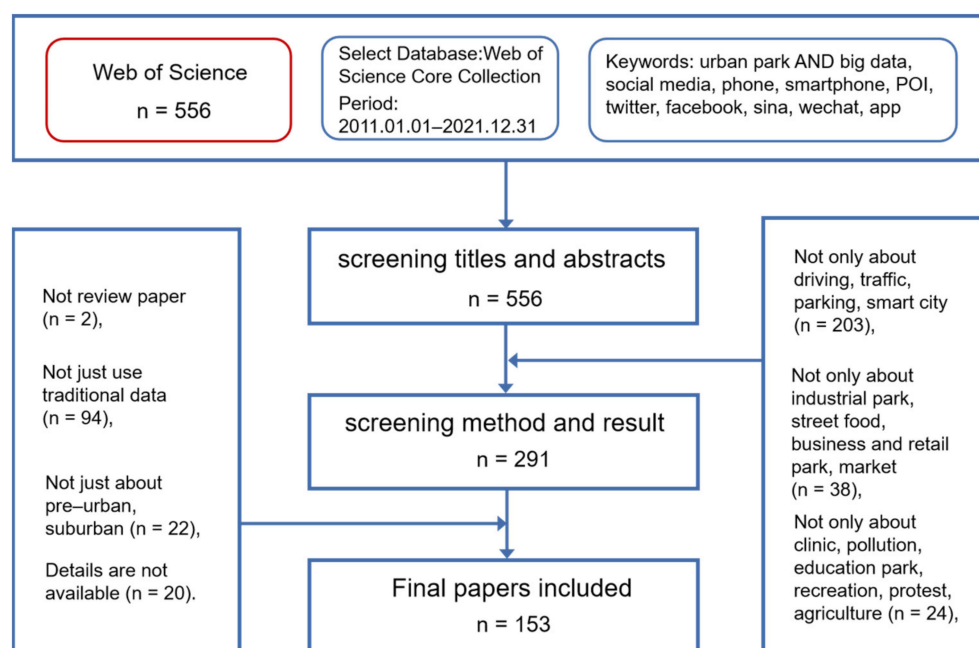 Web of Science
n = 556
Select Database:Web of
Science Core Collection
Period:
2011.01.01–2021.12.31
Keywords: urban park AND big data,
social media, phone, smartphone, POI,
twitter, facebook, sina, wechat, app
screening titles and abstracts
n = 556
Not only about
driving, traffic,
parking, smart city
(n = 203),
Not only about
industrial park,
street food,
business and retail
park, market
(n = 38),
Not only about
clinic, pollution,
education park,
recreation, protest,
agriculture (n = 24),
screening method and result
n = 291
Not review paper
(n = 2),
Not just use
traditional data
(n = 94),
Not just about
pre–urban,
suburban (n = 22),
Details are not
available (n = 20).
Final papers included
n = 153